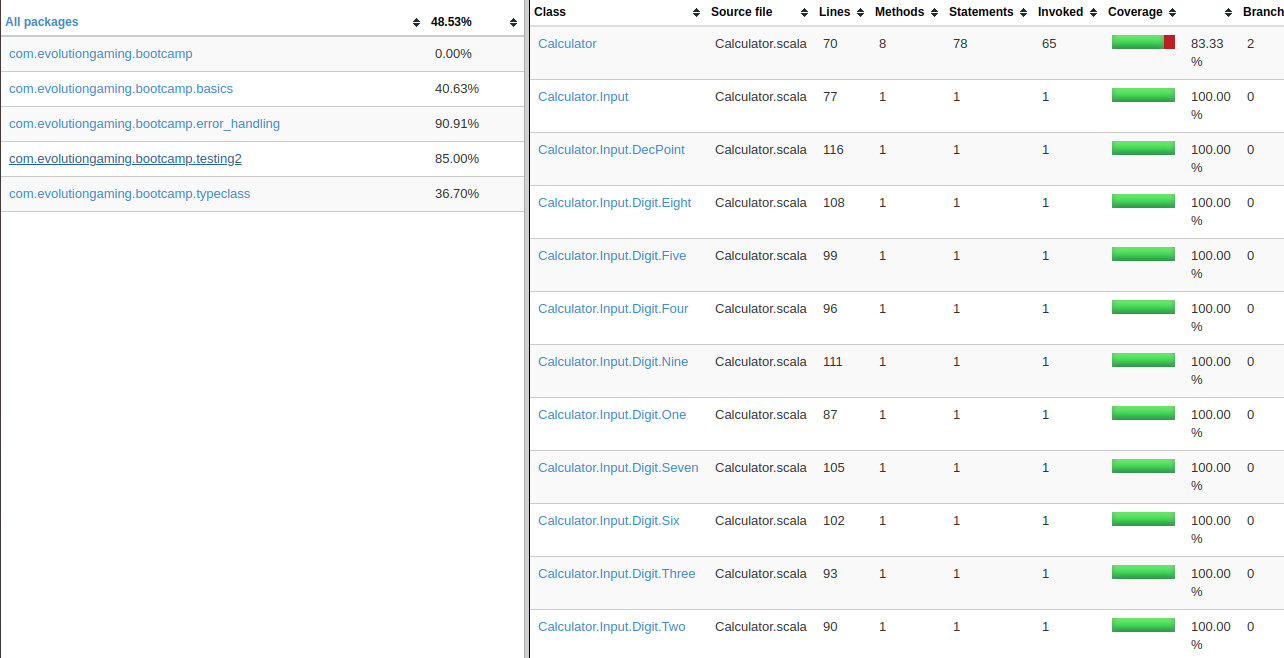 All packages 48.53%
com.evolutiongaming.bootcamp 0.00%
com.evolutiongaming.bootcamp.basics 40.63%
com.evolutiongaming.bootcamp.error_handling 90.91%
com.evolutiongaming.bootcamp.testing2 85.00%
com.evolutiongaming.bootcamp.typeclass 36.70%
Class Source file Lines Methods Statements Invoked Coverage Branch
Calculator Calculator.scala 70 8 78 65 83.33 2
%
Calculator.Input Calculator.scala 77 1 1 1 100.00 0
%
Calculator.Input.DecPoint Calculator.scala 116 1 1 1 100.00 0
%
Calculator.Input.Digit.Eight Calculator.scala 108 1 1 1 100.00 0
%
Calculator.Input.Digit.Five Calculator.scala 99 1 1 1 100.00 0
%
Calculator.Input.Digit.Four Calculator.scala 96 1 1 1 100.00 0
%
Calculator.Input.Digit.Nine Calculator.scala 111 1 1 1 100.00 0
%
Calculator.Input.Digit.One Calculator.scala 87 1 1 1 100.00 0
%
Calculator.Input.Digit.Seven Calculator.scala 105 1 1 1 100.00 0
%
Calculator.Input.Digit.Six Calculator.scala 102 1 1 1 100.00 0
%
Calculator.Input.Digit.Three Calculator.scala 93 1 1 1 100.00 0
%
Calculator.Input.Digit.Two Calculator.scala 90 1 1 1 100.00 0
%